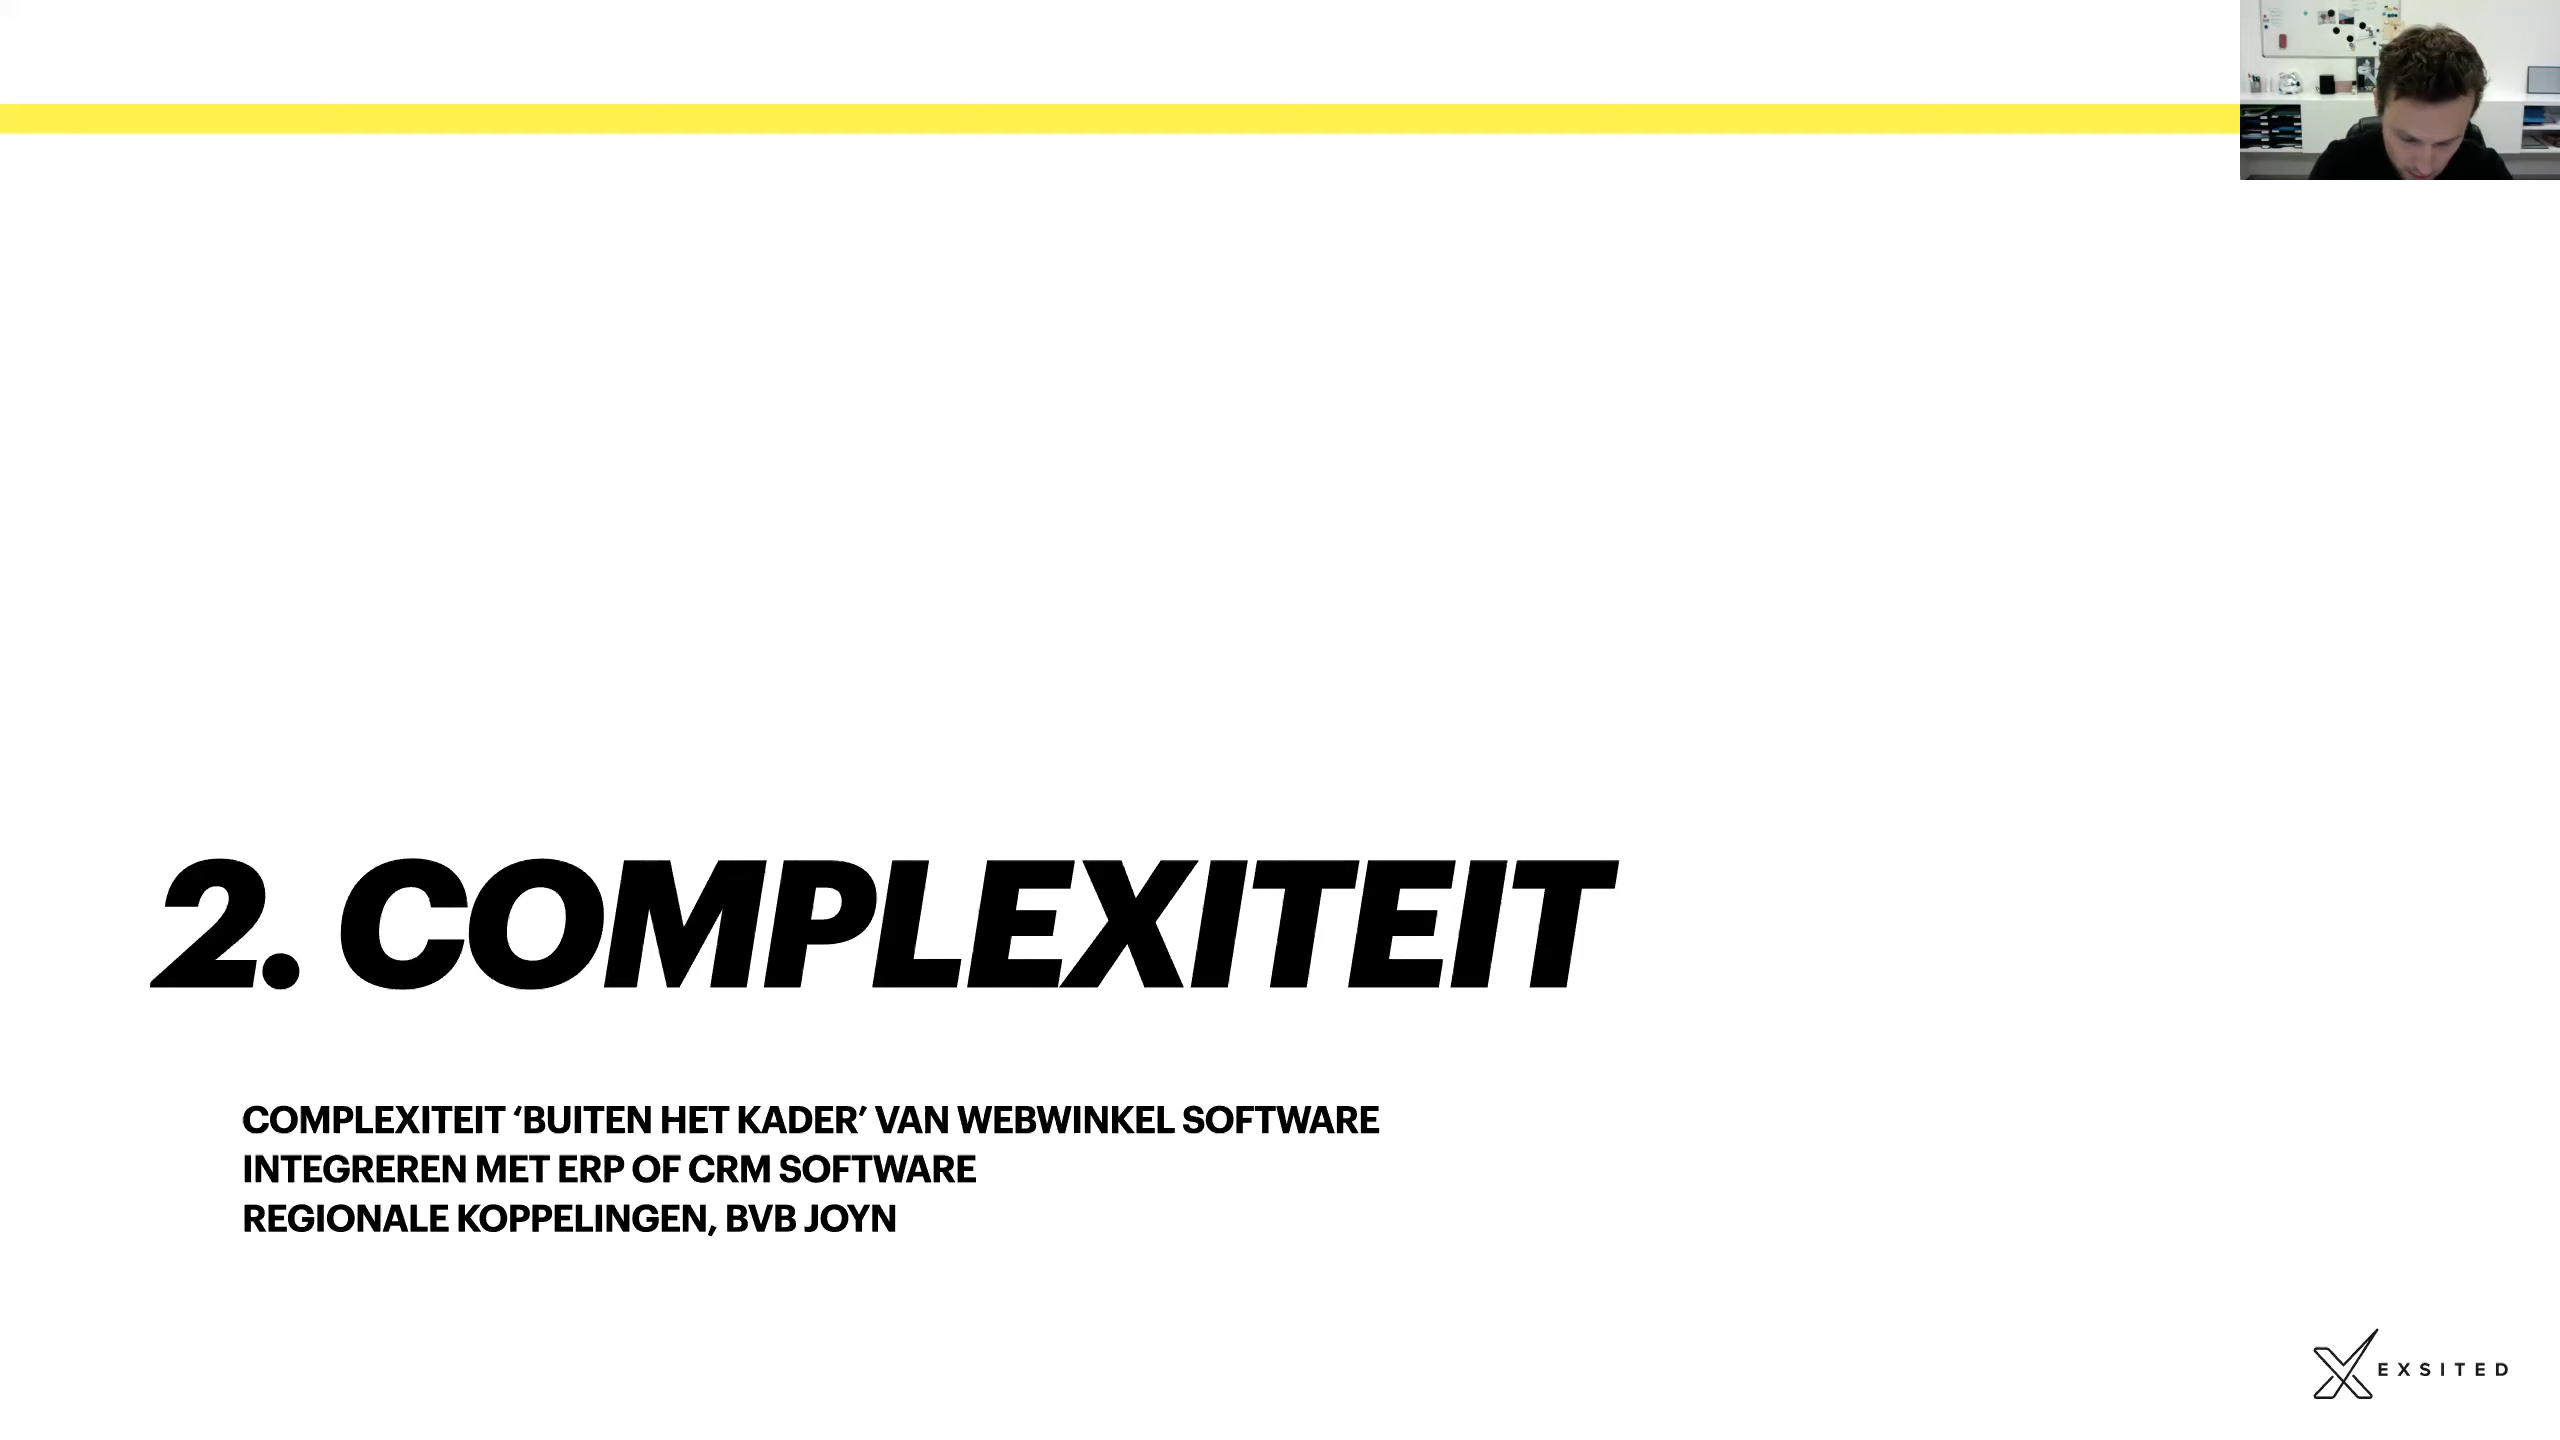 2. COMPLEXITEIT
COMPLEXITEIT ‘BUITEN HET KADER’ VAN WEBWINKEL SOFTWARE
INTEGREREN MET ERP OF CRM SOFTWARE
REGIONALE KOPPELINGEN, BVB JOYN
EXSITED